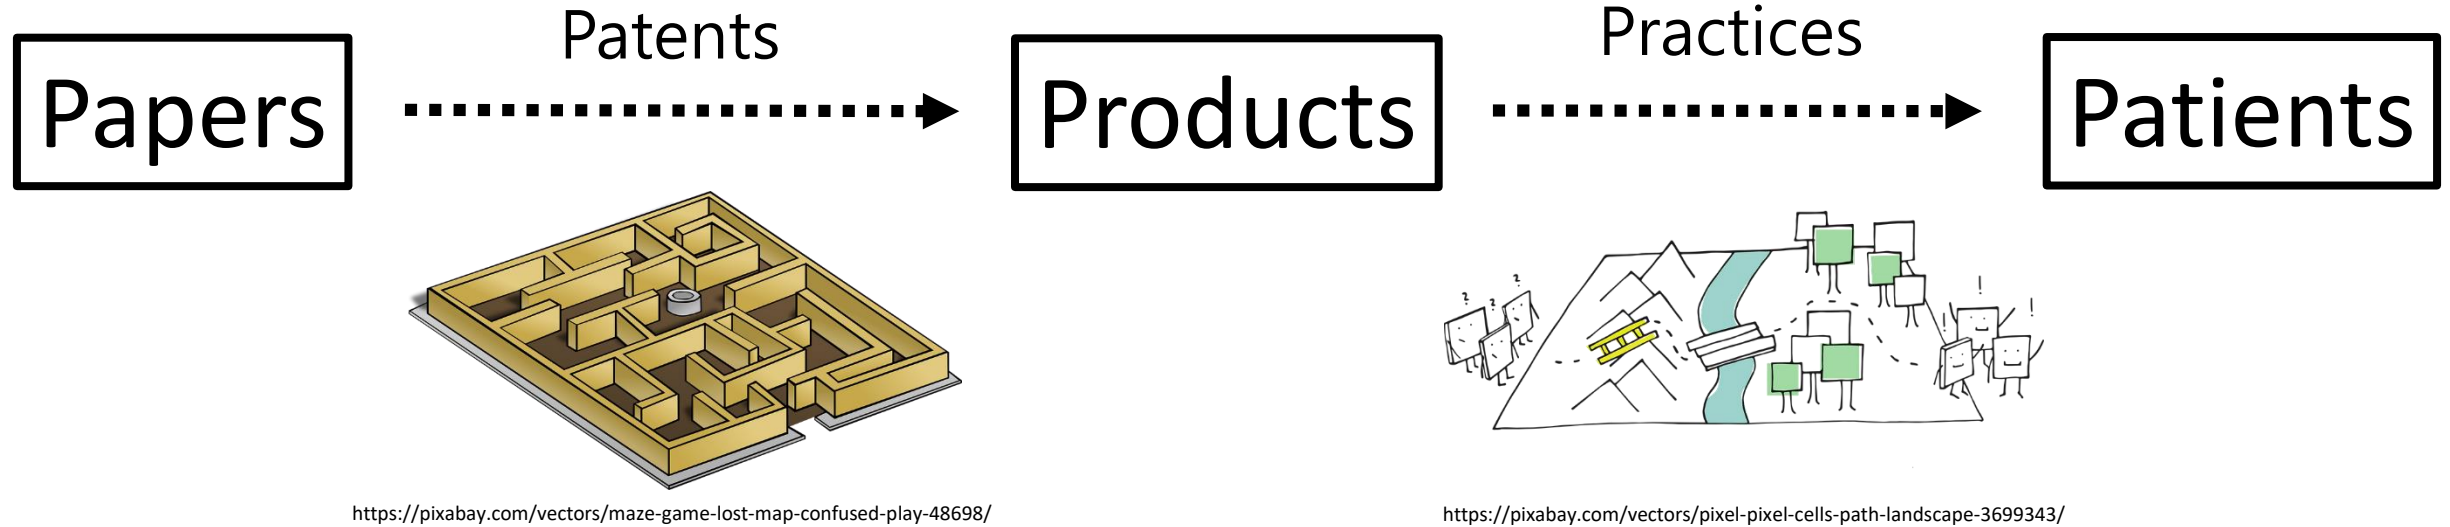 Papers
Patents
Products
Practices
Patients
? ? ?
! ! !
https://pixabay.com/vectors/maze-game-lost-map-confused-play-48698/
https://pixabay.com/vectors/pixel-pixel-cells-path-landscape-3699343/